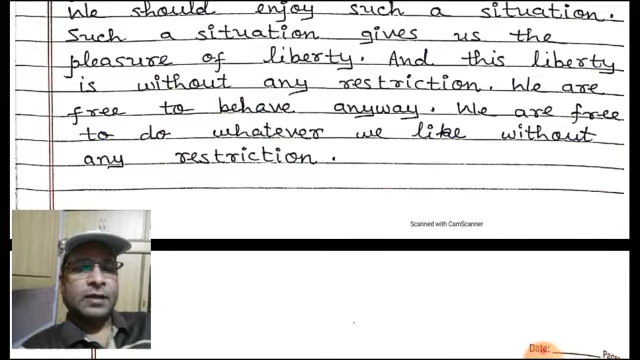 We should enjoy such a situation.
Such a situation gives us the
pleasure of liberty. And this liberty
is without any restriction. We are
free to behave anyway. We are free
to do whatever we like without
any restriction.
Scanned with CamScanner
Date:
Page